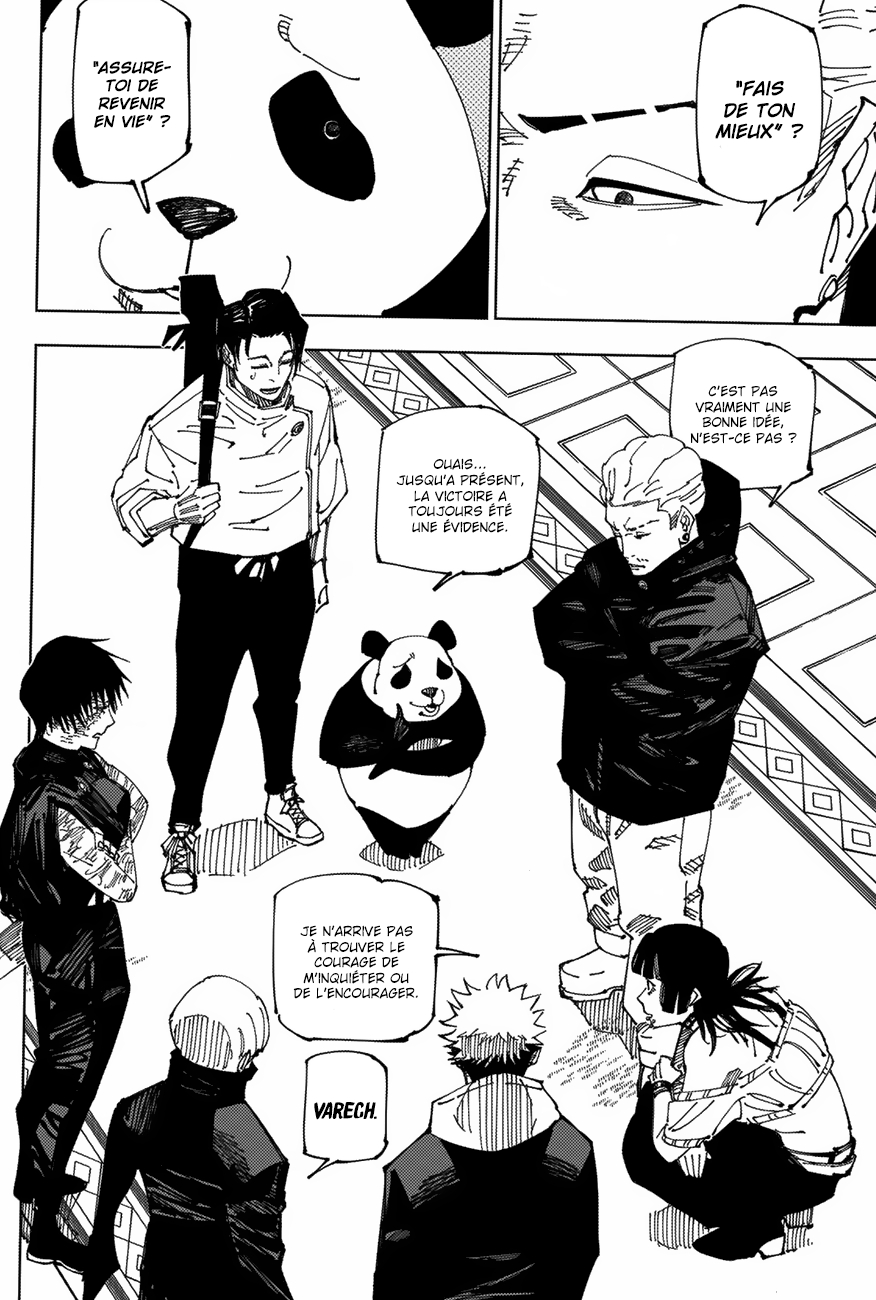 "FAIS
DE TON
MIEUX" ?
"ASSURE-
TOI DE
REVENIR
EN VIE" ?
C'EST PAS
VRAIMENT UNE
BONNE IDÉE,
N'EST-CE PAS ?
OUAIS...
JUSQU'A PRÉSENT,
LA VICTOIRE A
TOUJOURS ÉTÉ
UNE ÉVIDENCE.
JE N'ARRIVE PAS
À TROUVER LE
COURAGE DE
M'INQUIÉTER OU
DE L'ENCOURAGER.
VARECH.